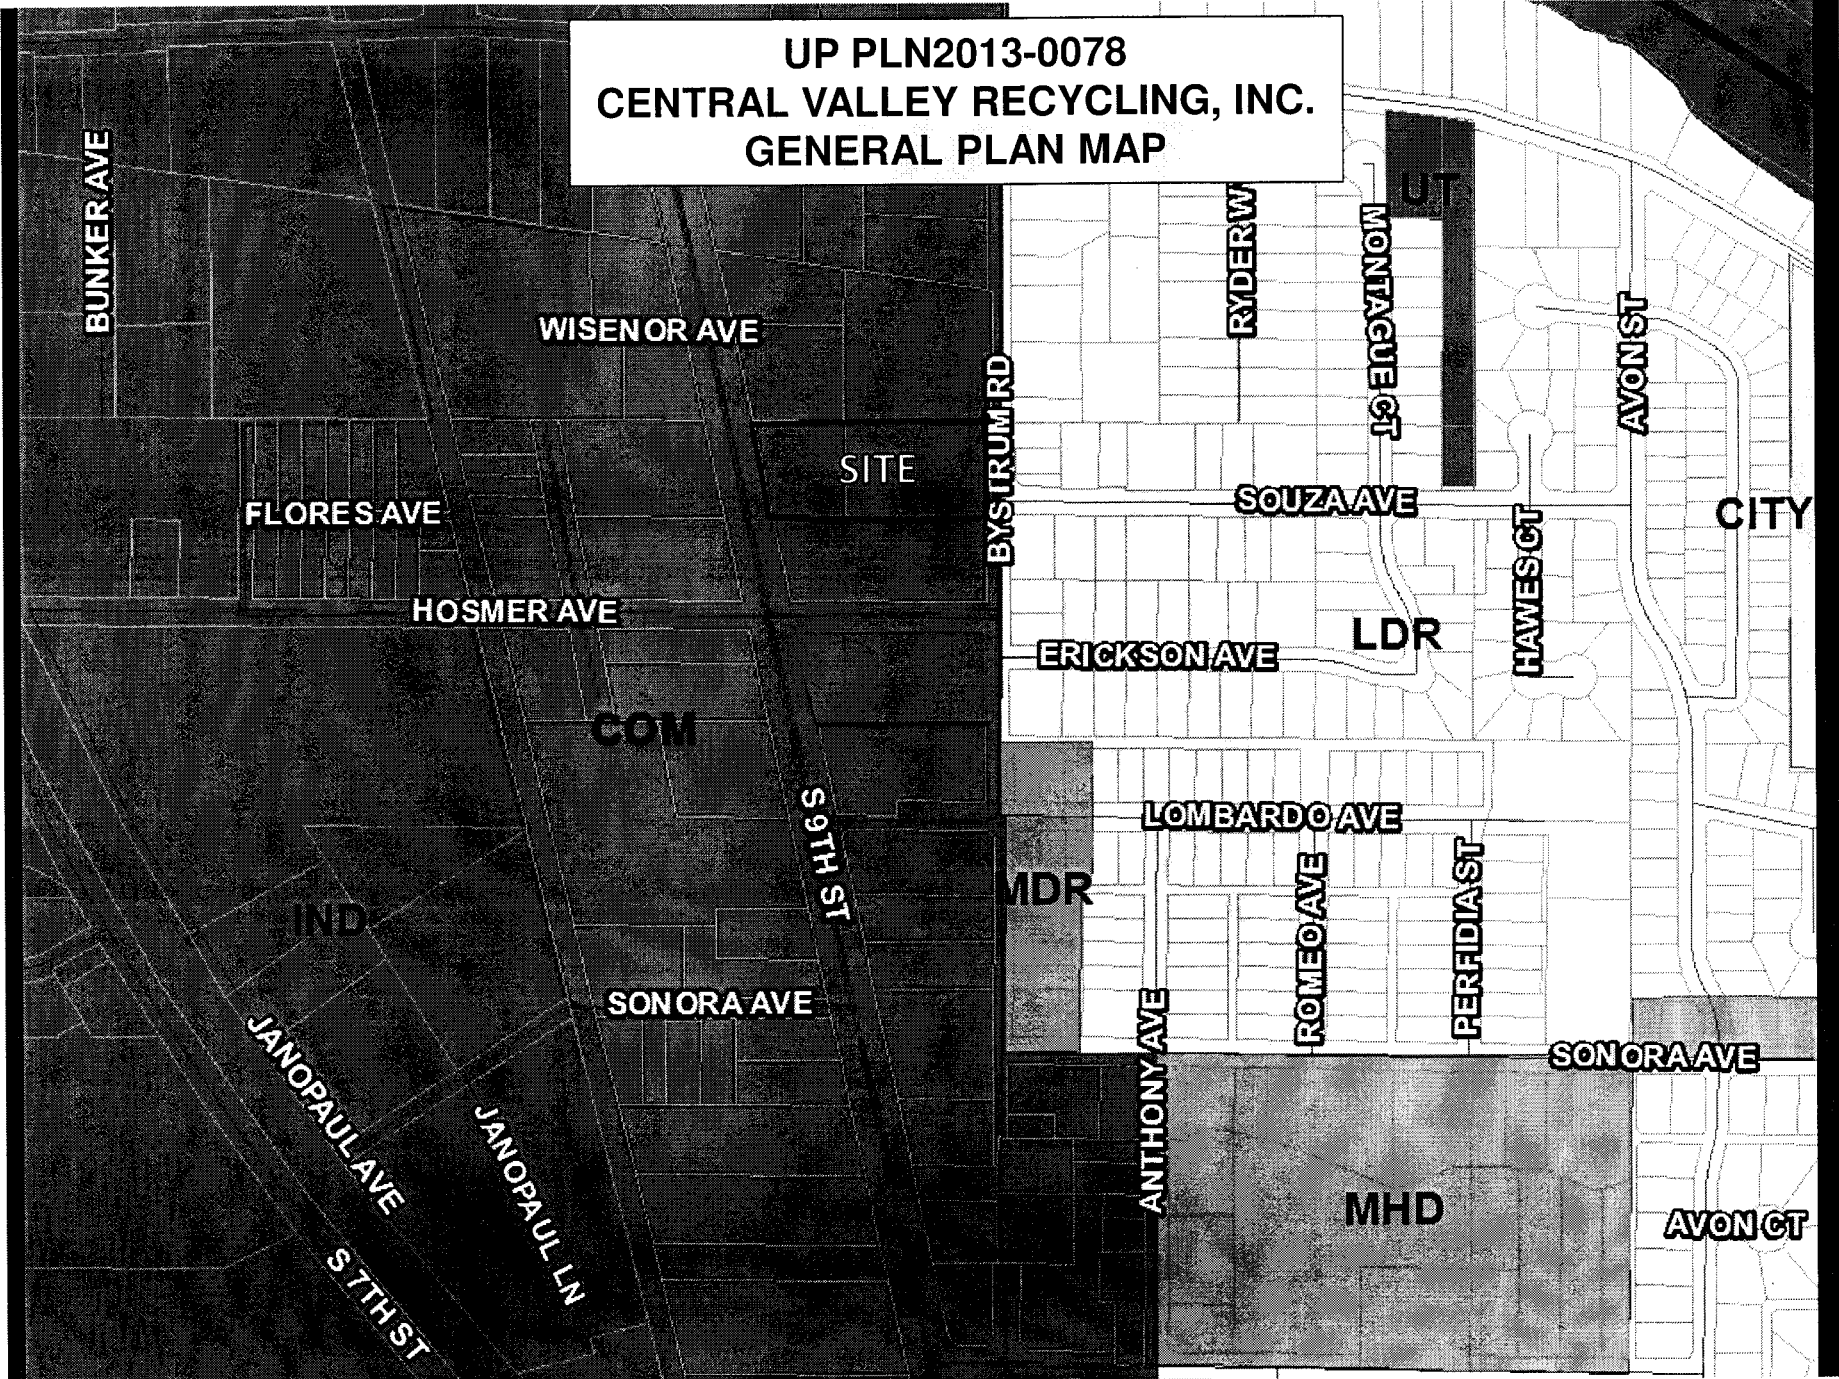 UP PLN2013-0078
CENTRAL VALLEY RECYCLING, INC.
GENERAL PLAN MAP
BUNKER AVE
WISENOR AVE
BYSTRUM RD
MONTAGUE CT
UT
AVON ST
SITE
FLORES AVE
SOUZA AVE
CITY
HAWES CT
HOSMER AVE
ERICKSON AVE
LDR
COM
S 9TH ST
LOMBARDO AVE
MDR
ROMEO AVE
PERFIDIA ST
IND
SONORA AVE
ANTHONY AVE
SONORA AVE
JANOPAUL AVE
JANOPAUL LN
MHD
AVON CT
S 7TH ST